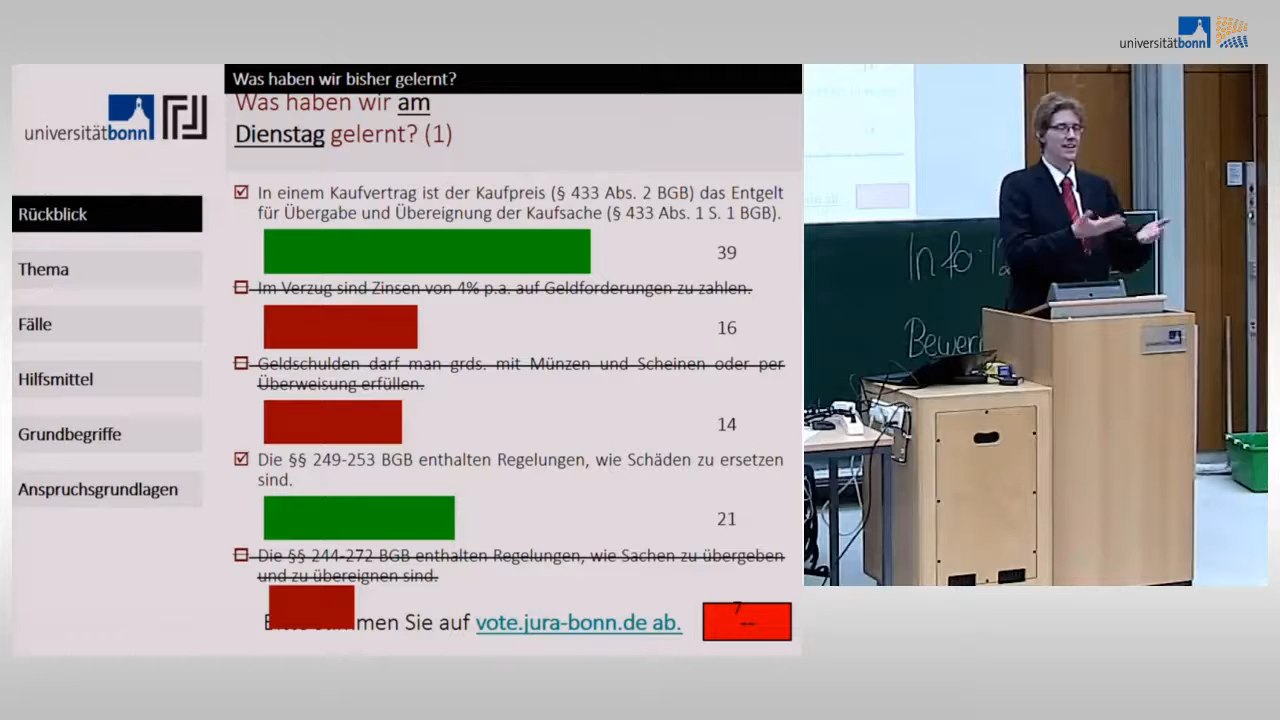 universitätbonn
Was haben wir bisher gelernt?
Was haben wir am
Dienstag gelernt? (1)
universitätbonn
Rückblick
Thema
Fälle
Hilfsmittel
Grundbegriffe
Anspruchsgrundlagen
In einem Kaufvertrag ist der Kaufpreis (§ 433 Abs. 2 BGB) das Entgelt
für Übergabe und Übereignung der Kaufsache (§ 433 Abs. 1 S. 1 BGB).
39
Im Verzug sind Zinsen von 4% p.a. auf Geldforderungen zu zahlen.
16
Geldschulden darf man grds. mit Münzen und Scheinen oder per
Überweisung erfüllen.
14
Die §§ 249-253 BGB enthalten Regelungen, wie Schäden zu ersetzen
sind.
21
Die §§ 244-272 BGB enthalten Regelungen, wie Sachen zu übergeben
und zu übereignen sind.
7
Sie auf vote.jura-bonn.de ab.
--
Info